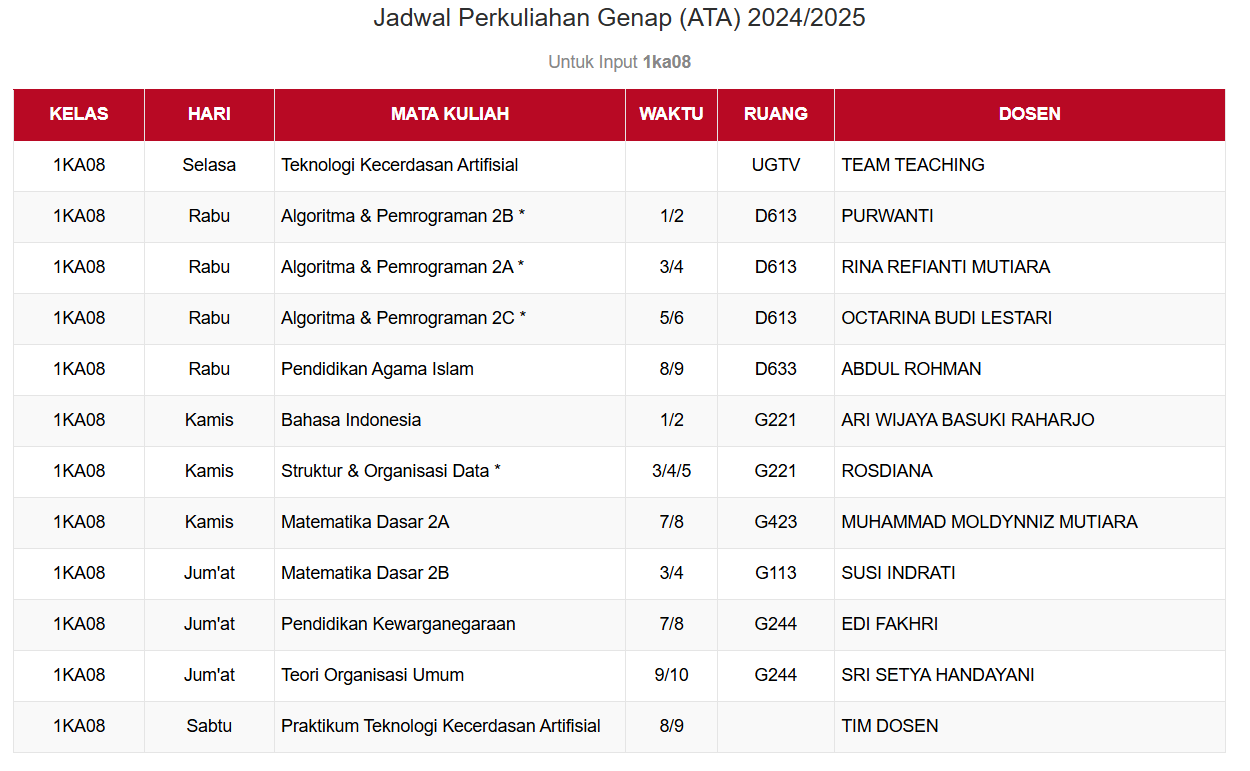 Jadwal Perkuliahan Genap (ATA) 2024/2025
Untuk Input 1ka08
KELAS HARI MATA KULIAH WAKTU RUANG DOSEN
1KA08 Selasa Teknologi Kecerdasan Artifisial UGTV TEAM TEACHING
1KA08 Rabu Algoritma & Pemrograman 2B * 1/2 D613 PURWANTI
1KA08 Rabu Algoritma & Pemrograman 2A * 3/4 D613 RINA REFIANTI MUTIARA
1KA08 Rabu Algoritma & Pemrograman 2C * 5/6 D613 OCTARINA BUDI LESTARI
1KA08 Rabu Pendidikan Agama Islam 8/9 D633 ABDUL ROHMAN
1KA08 Kamis Bahasa Indonesia 1/2 G221 ARI WIJAYA BASUKI RAHARJO
1KA08 Kamis Struktur & Organisasi Data * 3/4/5 G221 ROSDIANA
1KA08 Kamis Matematika Dasar 2A 7/8 G423 MUHAMMAD MOLDYNNIZ MUTIARA
1KA08 Jum'at Matematika Dasar 2B 3/4 G113 SUSI INDRATI
1KA08 Jum'at Pendidikan Kewarganegaraan 7/8 G244 EDI FAKHRI
1KA08 Jum'at Teori Organisasi Umum 9/10 G244 SRI SETYA HANDAYANI
1KA08 Sabtu Praktikum Teknologi Kecerdasan Artifisial 8/9 TIM DOSEN